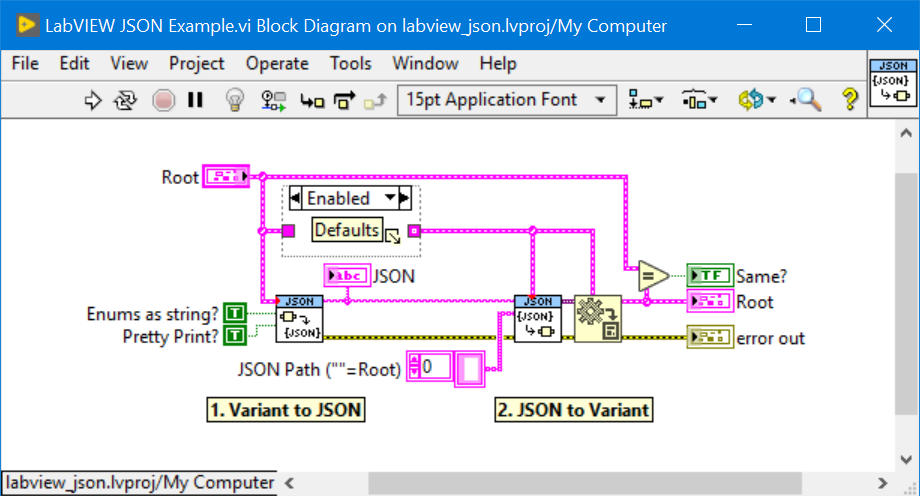 LabVIEW JSON Example.vi Block Diagram on labview_json.lvproj/My Computer
File Edit View Project Operate Tools Window Help
JSON
{JSON}
15pt Application Font
?
Root
Enabled
Defaults
abc JSON
= TF Same?
JSON
{JSON}
JSON
{JSON}
Root
Enums as string? T
Pretty Print? T
error out
JSON Path (""=Root) 0
1. Variant to JSON
2. JSON to Variant
labview_json.lvproj/My Computer